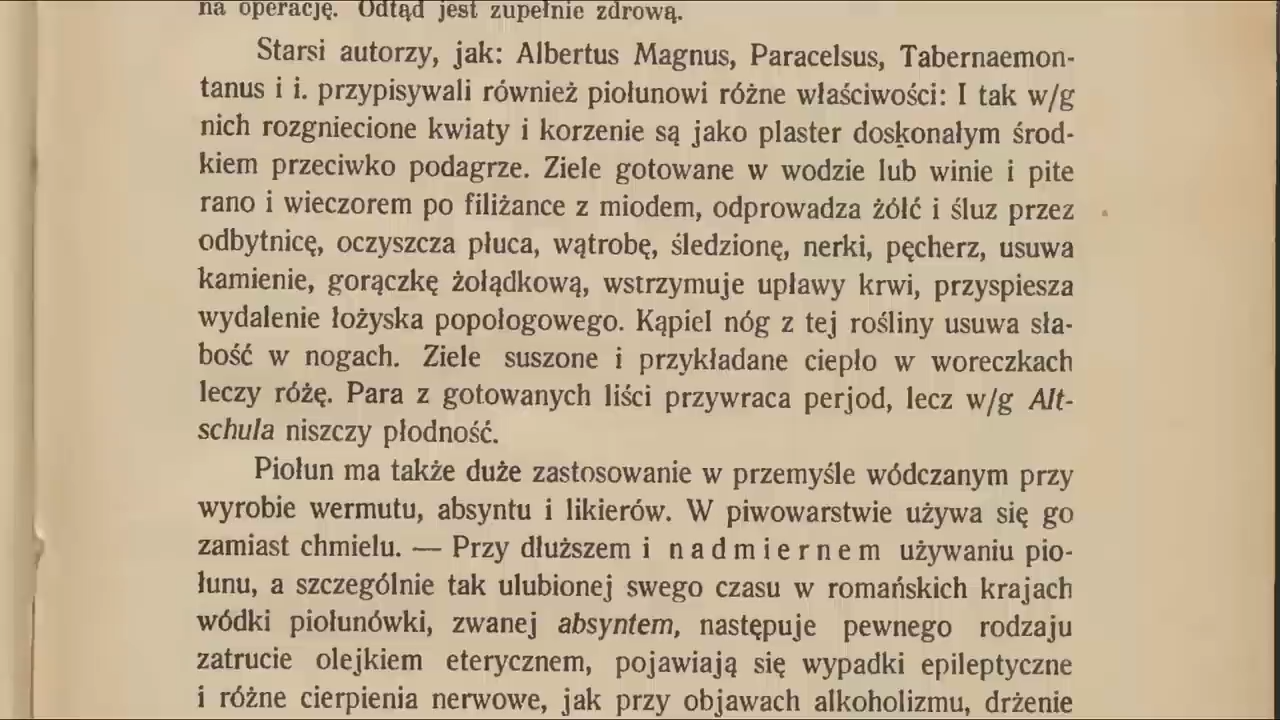 na operację. Odtąd jest zupełnie zdrową.
Starsi autorzy, jak: Albertus Magnus, Paracelsus, Tabernaemon-
tanus i i. przypisywali również piołunowi różne właściwości: I tak w/g
nich rozgniecione kwiaty i korzenie są jako plaster doskonałym środ-
kiem przeciwko podagrze. Ziele gotowane w wodzie lub winie i pite
rano i wieczorem po filiżance z miodem, odprowadza żółć i śluz przez
odbytnicę, oczyszcza płuca, wątrobę, śledzionę, nerki, pęcherz, usuwa
kamienie, gorączkę żołądkową, wstrzymuje upławy krwi, przyspiesza
wydalenie łożyska popołogowego. Kąpiel nóg z tej rośliny usuwa sła-
bość w nogach. Ziele suszone i przykładane ciepło w woreczkach
leczy różę. Para z gotowanych liści przywraca perjod, lecz w/g Alt-
schula niszczy płodność.
Piołun ma także duże zastosowanie w przemyśle wódczanym przy
wyrobie wermutu, absyntu i likierów. W piwowarstwie używa się go
zamiast chmielu. — Przy dłuższem i nadmiernem używaniu pio-
łunu, a szczególnie tak ulubionej swego czasu w romańskich krajach
wódki piołunówki, zwanej absyntem, następuje pewnego rodzaju
zatrucie olejkiem eterycznem, pojawiają się wypadki epileptyczne
i różne cierpienia nerwowe, jak przy objawach alkoholizmu, drżenie